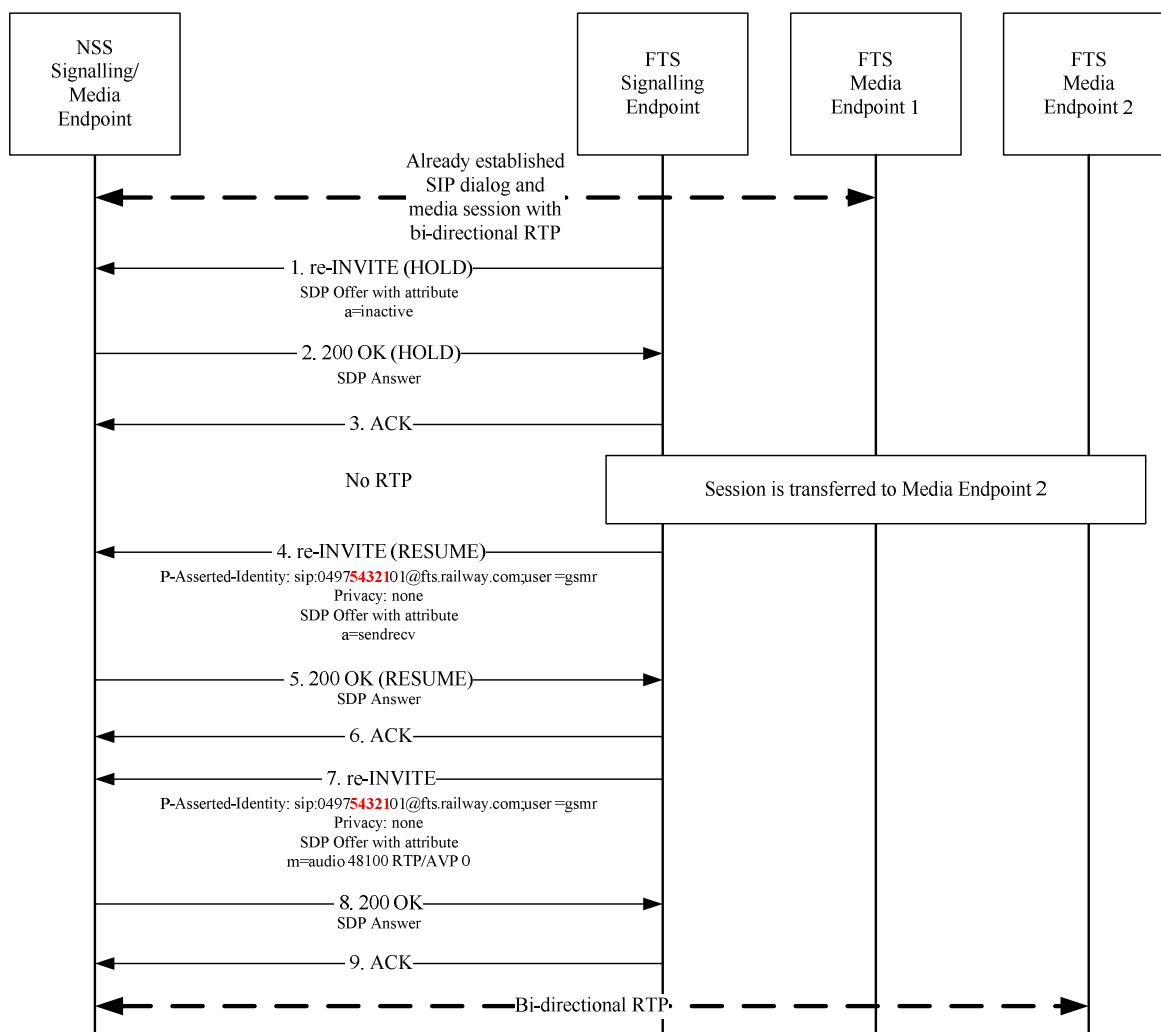 NSS
Signalling/
Media
Endpoint
FTS
Signalling
Endpoint
FTS
Media
Endpoint 1
FTS
Media
Endpoint 2
Already established
SIP dialog and
media session with
bi-directional RTP
1. re-INVITE (HOLD)
SDP Offer with attribute
a=inactive
2. 200 OK (HOLD)
SDP Answer
3. ACK
No RTP
Session is transferred to Media Endpoint 2
4. re-INVITE (RESUME)
P-Asserted-Identity: sip:04975432101@fts.railway.com;user=gsmr
Privacy: none
SDP Offer with attribute
a=sendrecv
5. 200 OK (RESUME)
SDP Answer
6. ACK
7. re-INVITE
P-Asserted-Identity: sip:04975432101@fts.railway.com;user=gsmr
Privacy: none
SDP Offer with attribute
m=audio 48100 RTP/AVP 0
8. 200 OK
SDP Answer
9. ACK
Bi-directional RTP